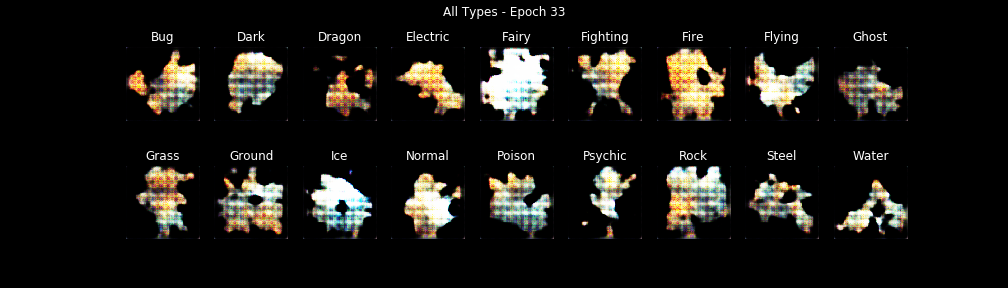 All Types - Epoch 33
Bug Dark Dragon Electric Fairy Fighting Fire Flying Ghost
Grass Ground Ice Normal Poison Psychic Rock Steel Water